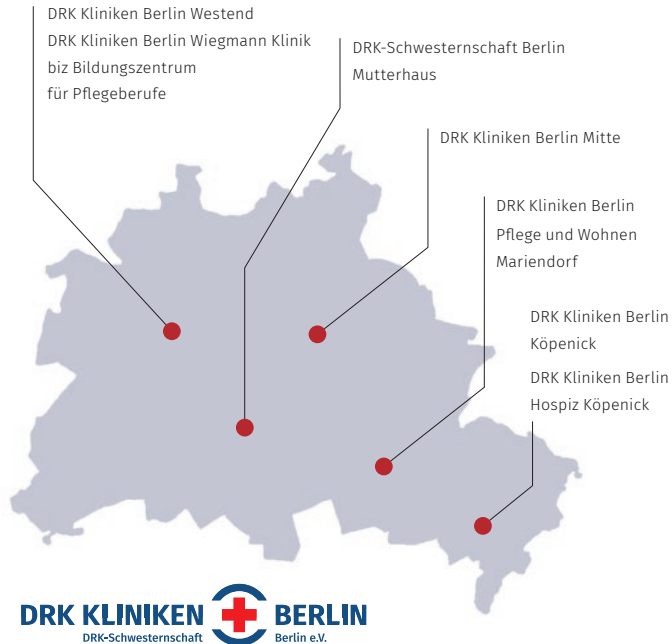 DRK Kliniken Berlin Westend
DRK Kliniken Berlin Wiegmann Klinik
biz Bildungszentrum
für Pflegeberufe
DRK-Schwesternschaft Berlin
Mutterhaus
DRK Kliniken Berlin Mitte
DRK Kliniken Berlin
Pflege und Wohnen
Mariendorf
DRK Kliniken Berlin
Köpenick
DRK Kliniken Berlin
Hospiz Köpenick
DRK KLINIKEN BERLIN
DRK-Schwesternschaft Berlin e.V.